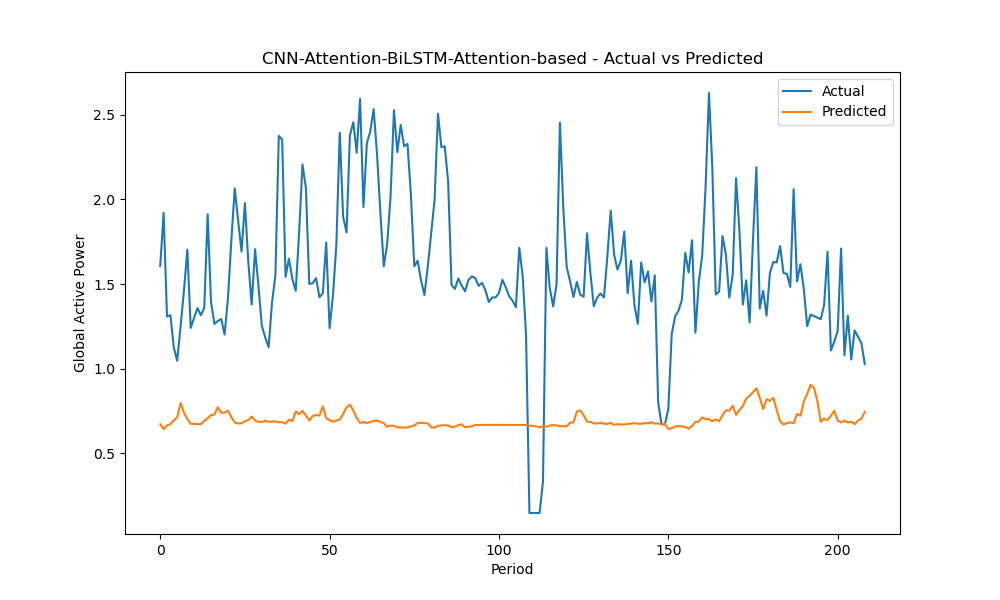 CNN-Attention-BiLSTM-Attention-based - Actual vs Predicted
Actual
Predicted
2.5
2.0
1.5
1.0
0.5
Global Active Power
0 50 100 150 200
Period